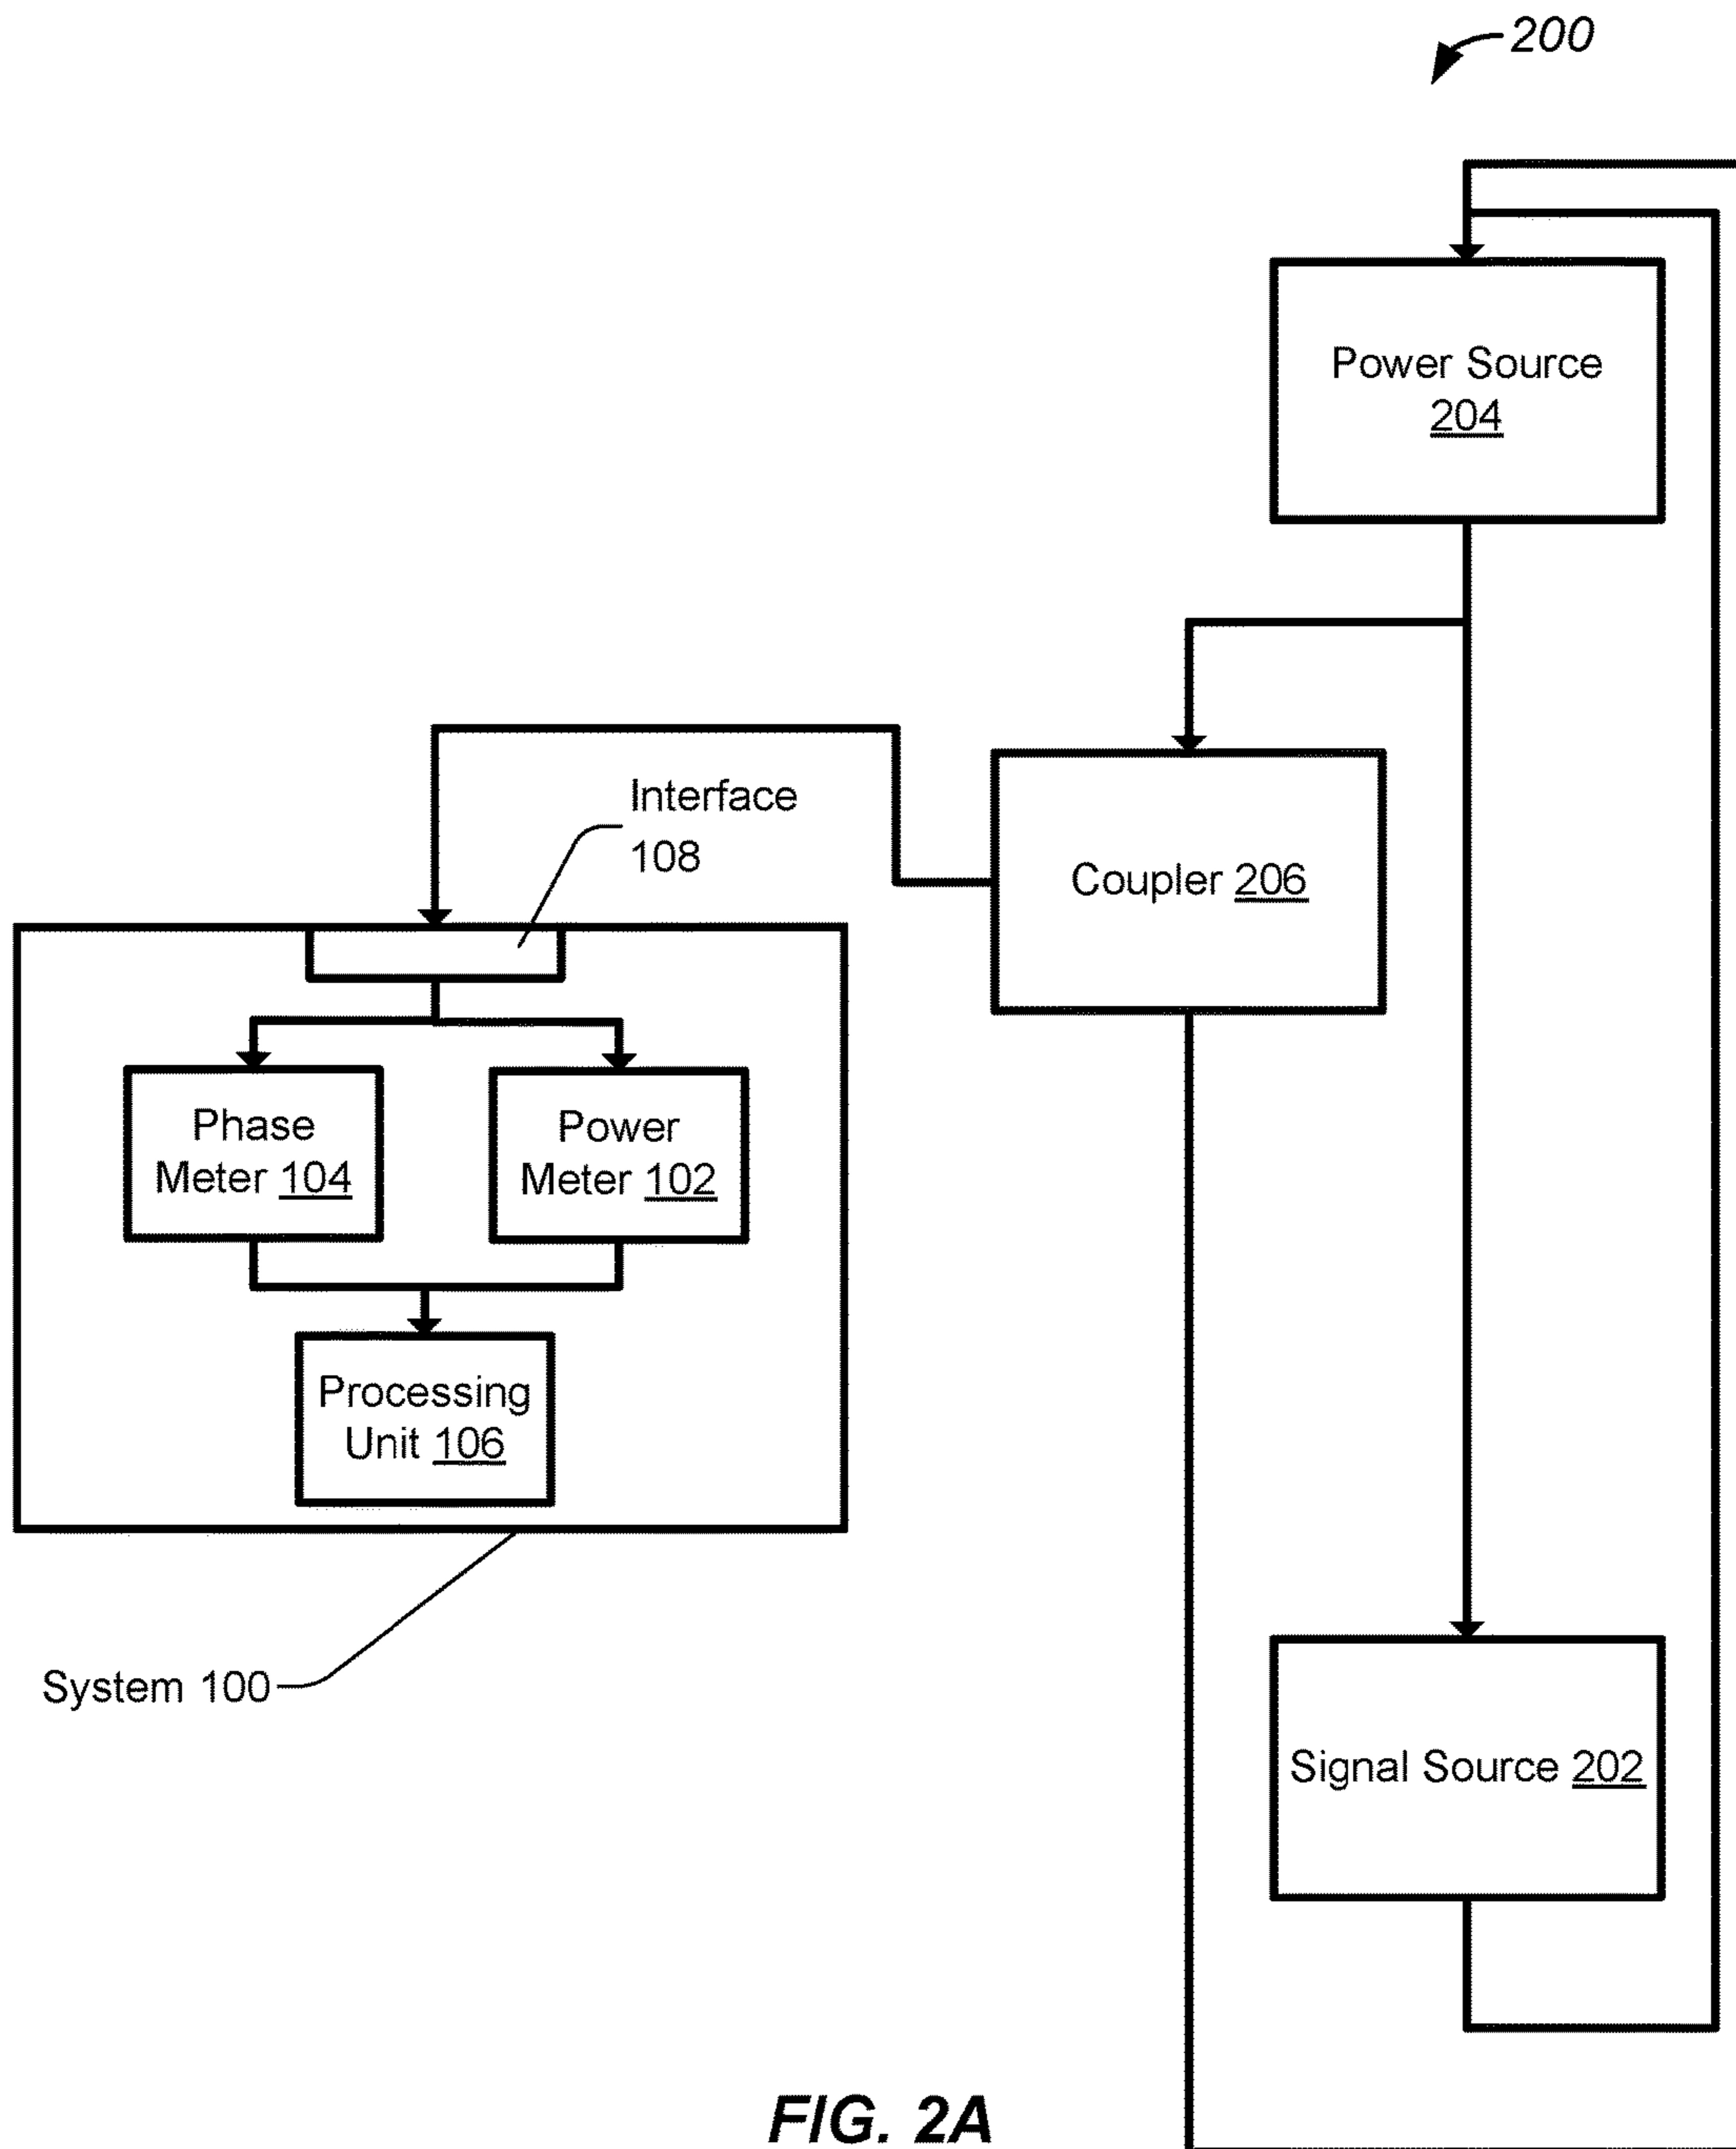 200
Power Source
204
Interface
108
Coupler 206
Phase
Meter 104
Power
Meter 102
Processing
Unit 106
System 100
Signal Source 202
FIG. 2A